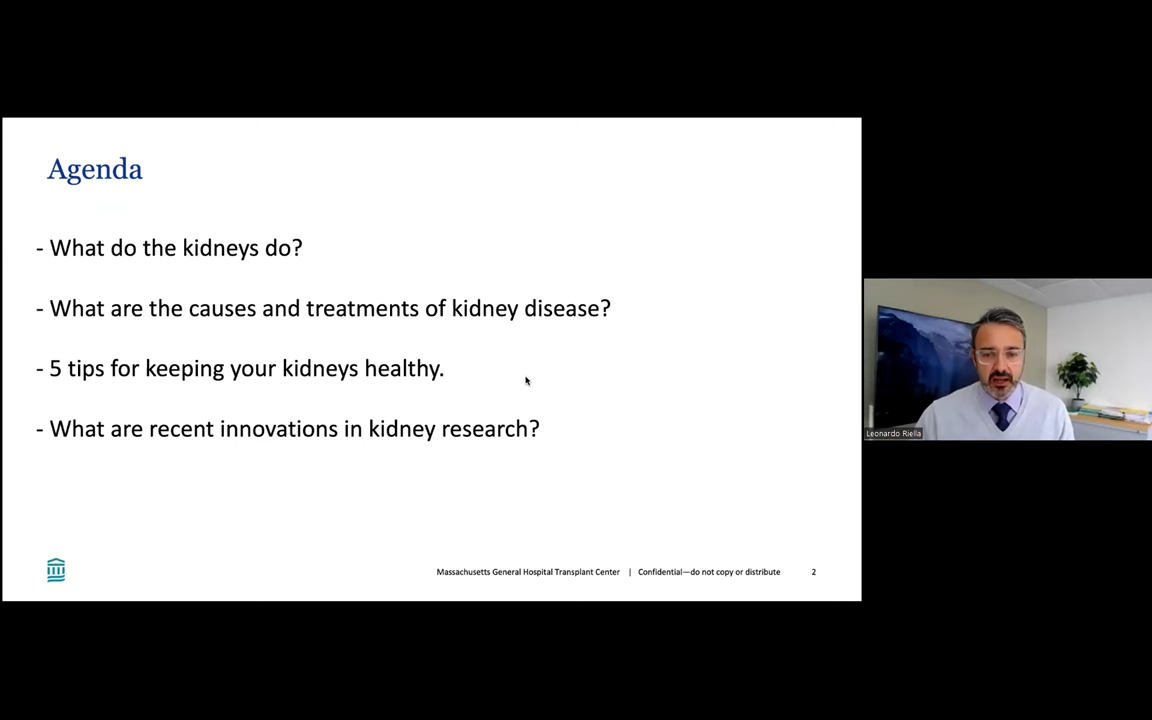 Agenda
- What do the kidneys do?
- What are the causes and treatments of kidney disease?
- 5 tips for keeping your kidneys healthy.
- What are recent innovations in kidney research?
Massachusetts General Hospital Transplant Center | Confidential—do not copy or distribute 2
Leonardo Riella